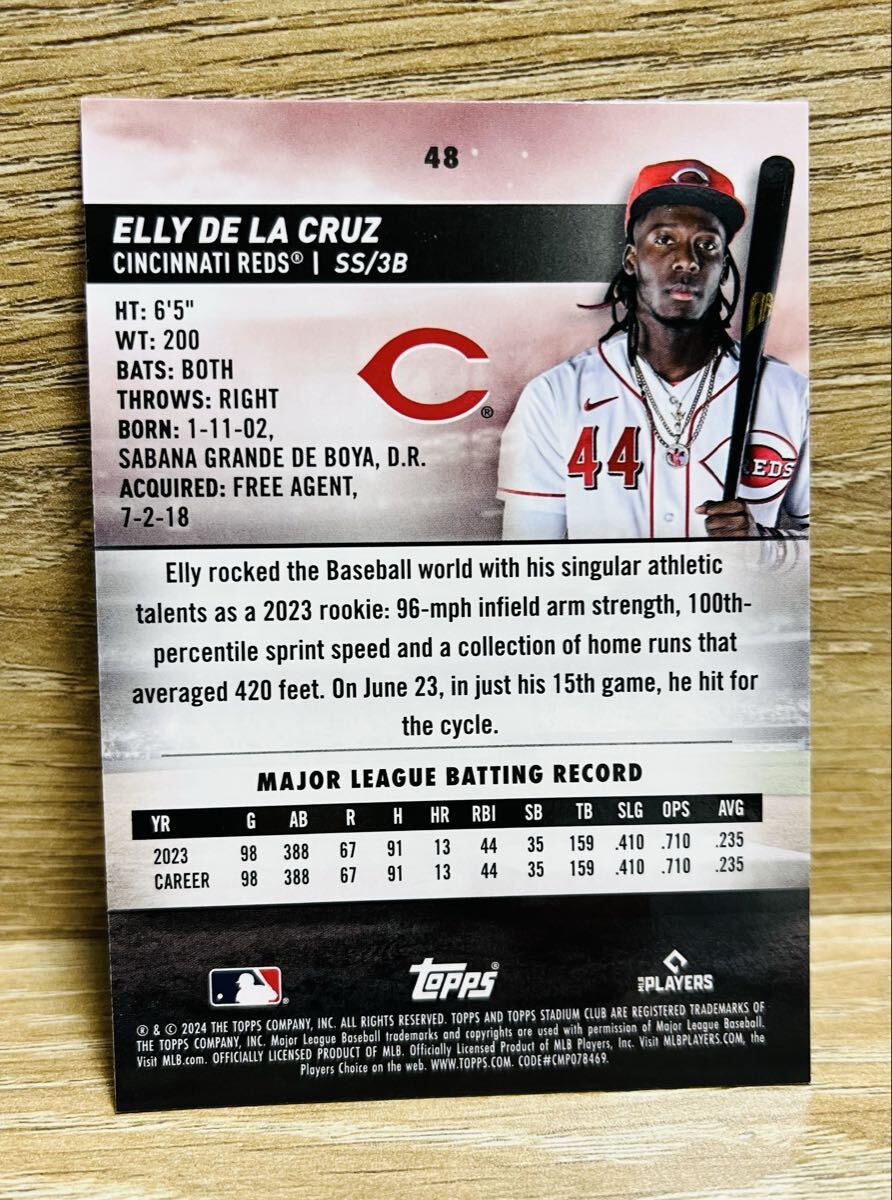 48
ELLY DE LA CRUZ
CINCINNATI REDS® | SS/3B
HT: 6'5"
WT: 200
BATS: BOTH
THROWS: RIGHT
BORN: 1-11-02,
SABANA GRANDE DE BOYA, D.R.
ACQUIRED: FREE AGENT,
7-2-18
®
44
REDS
Elly rocked the Baseball world with his singular athletic
talents as a 2023 rookie: 96-mph infield arm strength, 100th-
percentile sprint speed and a collection of home runs that
averaged 420 feet. On June 23, in just his 15th game, he hit for
the cycle.
MAJOR LEAGUE BATTING RECORD
YR G AB R H HR RBI SB TB SLG OPS AVG
2023 98 388 67 91 13 44 35 159 .410 .710 .235
CAREER 98 388 67 91 13 44 35 159 .410 .710 .235
® TOPPS® MLB PLAYERS
® & © 2024 THE TOPPS COMPANY, INC. ALL RIGHTS RESERVED. TOPPS AND TOPPS STADIUM CLUB ARE REGISTERED TRADEMARKS OF
THE TOPPS COMPANY, INC. Major League Baseball trademarks and copyrights are used with permission of Major League Baseball.
Visit MLB.com. OFFICIALLY LICENSED PRODUCT OF MLB. Officially Licensed Product of MLB Players, Inc. Visit MLBPLAYERS.COM, the
Players Choice on the web. WWW.TOPPS.COM. CODE#CMP078469.